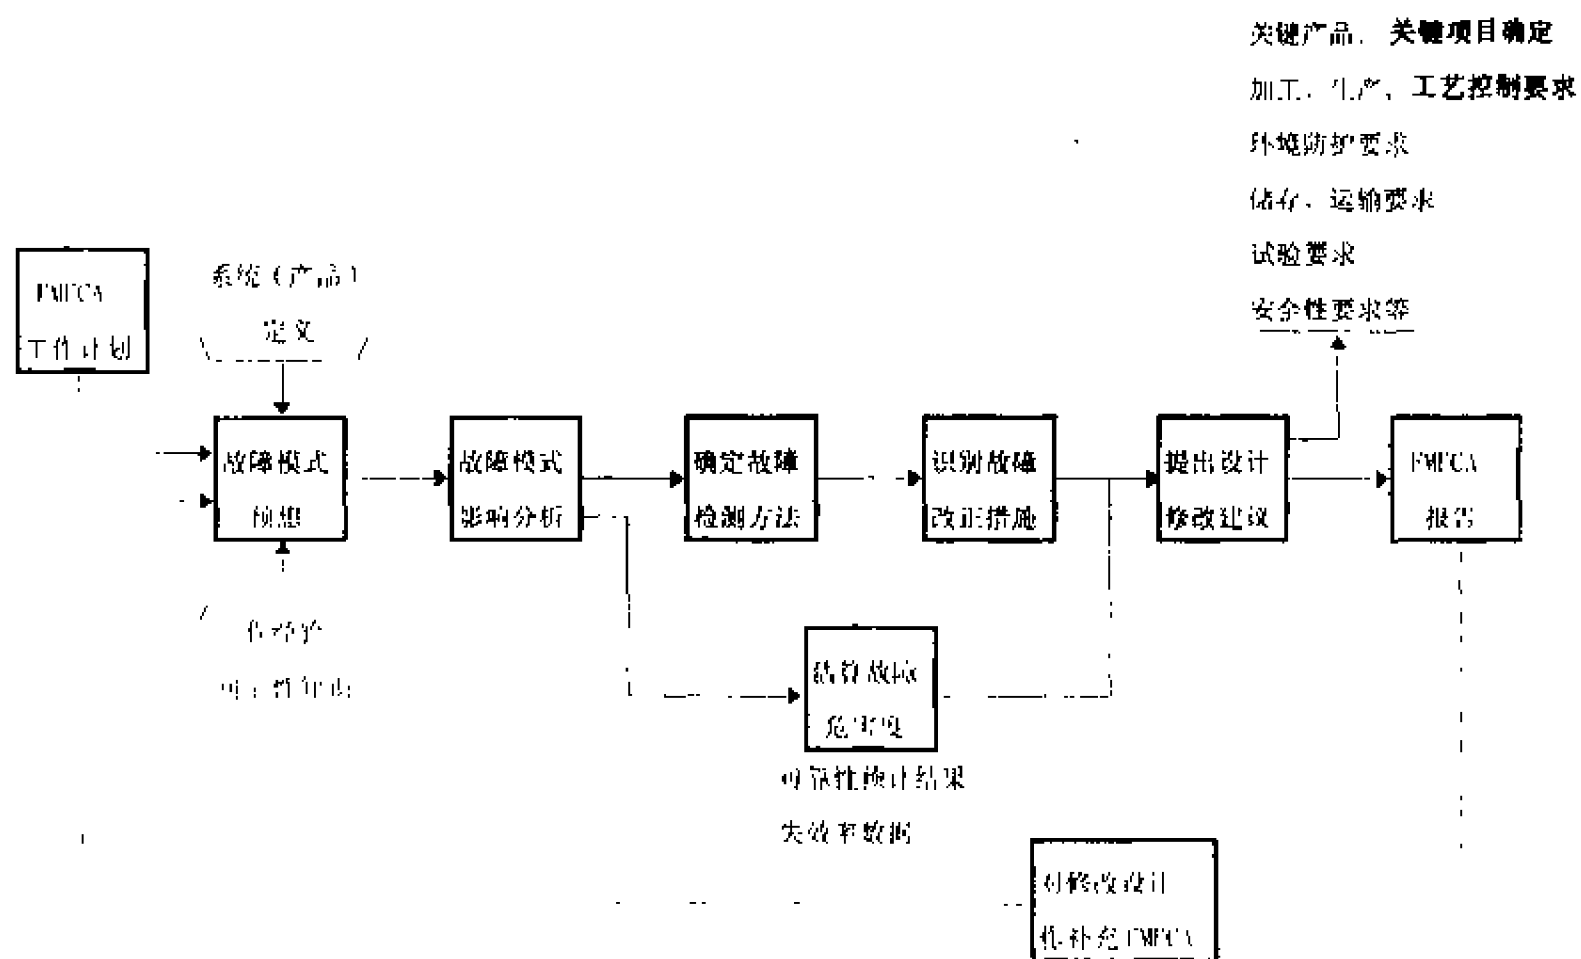 关键产品、关键项目确定
加工、生产、工艺控制要求
环境防护要求
储存、运输要求
试验要求
安全性要求等
FMECA
工作计划
系统（产品）
定义
故障模式
预想
故障模式
影响分析
确定故障
检测方法
识别故障
改正措施
提出设计
修改建议
FMECA
报告
估算故障
危害度
可靠性预计结果
失效率数据
对修改设计
作补充FMECA